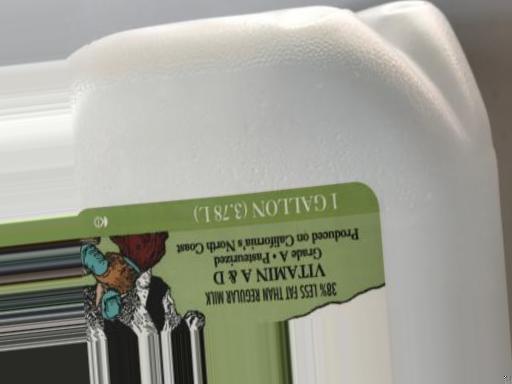 38% LESS FAT THAN REGULAR MILK
VITAMIN A & D
Grade A • Pasteurized
Produced on California's North Coast
1 GALLON (3.78 L)